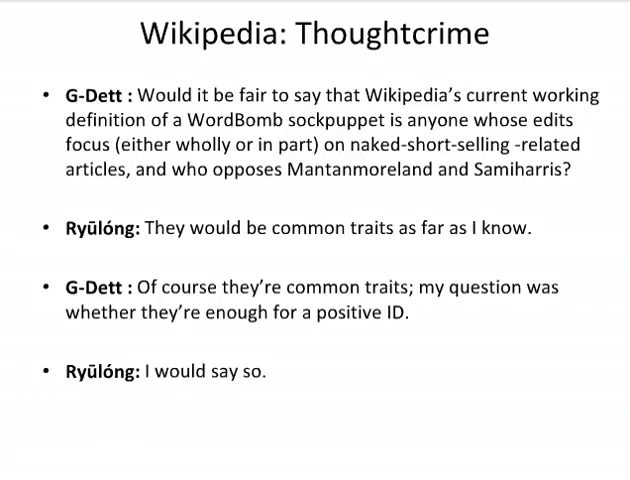 Wikipedia: Thoughtcrime
• G-Dett : Would it be fair to say that Wikipedia's current working
definition of a WordBomb sockpuppet is anyone whose edits
focus (either wholly or in part) on naked-short-selling -related
articles, and who opposes Mantanmoreland and Samiharris?
• Ryūlóng: They would be common traits as far as I know.
• G-Dett : Of course they're common traits; my question was
whether they're enough for a positive ID.
• Ryūlóng: I would say so.